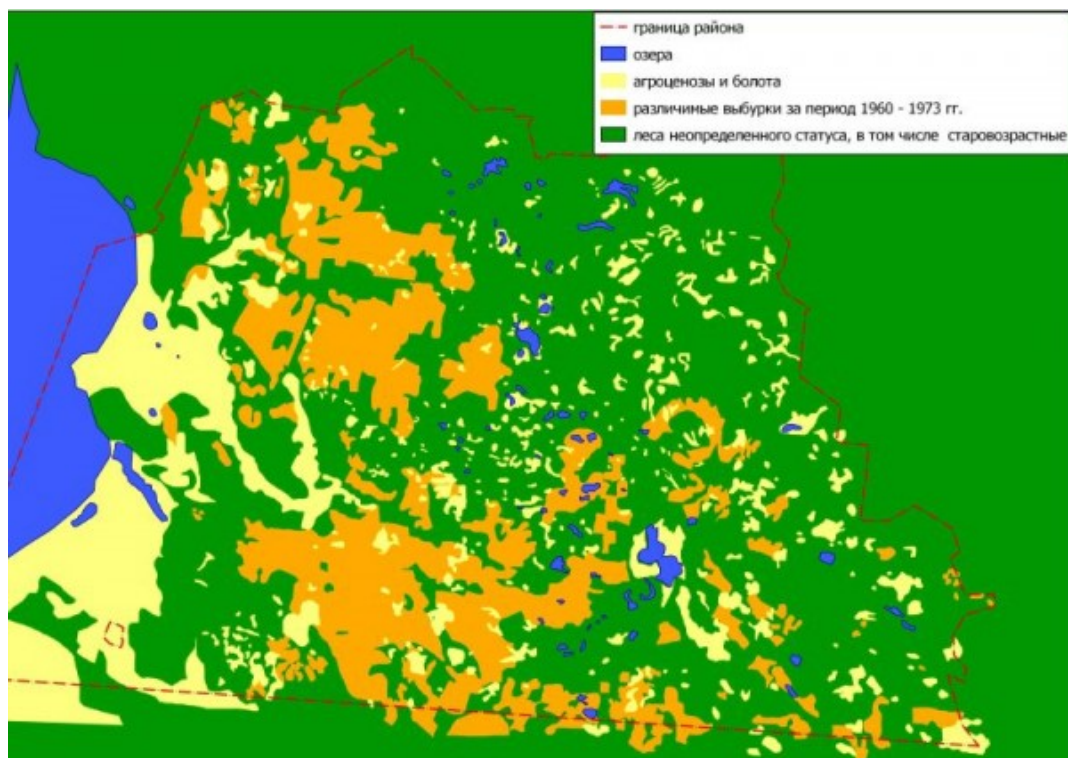 граница района
озера
агроценозы и болота
различимые выбурки за период 1960 - 1973 гг.
леса неопределенного статуса, в том числе старовозрастные